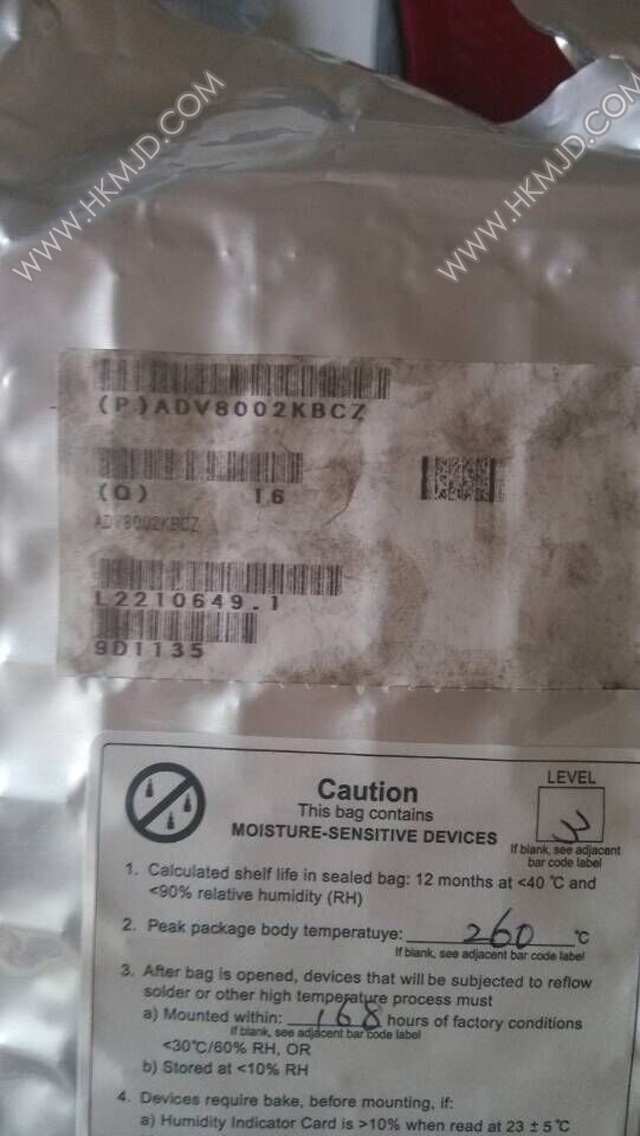 WWW.HKMJD.COM
WWW.HKMJD.COM
(P)ADV8002KBCZ
(Q) 16
ADV8002KBCZ
L2210649.1
9D1135
LEVEL
3
If blank, see adjacent
bar code label
Caution
This bag contains
MOISTURE-SENSITIVE DEVICES
1. Calculated shelf life in sealed bag: 12 months at <40 °C and
<90% relative humidity (RH)
2. Peak package body temperatuye: 260 °C
If blank, see adjacent bar code label
3. After bag is opened, devices that will be subjected to reflow
solder or other high temperature process must
a) Mounted within: 168 hours of factory conditions
If blank, see adjacent bar code label
<30°C/60% RH, OR
b) Stored at <10% RH
4. Devices require bake, before mounting, if:
a) Humidity Indicator Card is >10% when read at 23 ± 5 °C